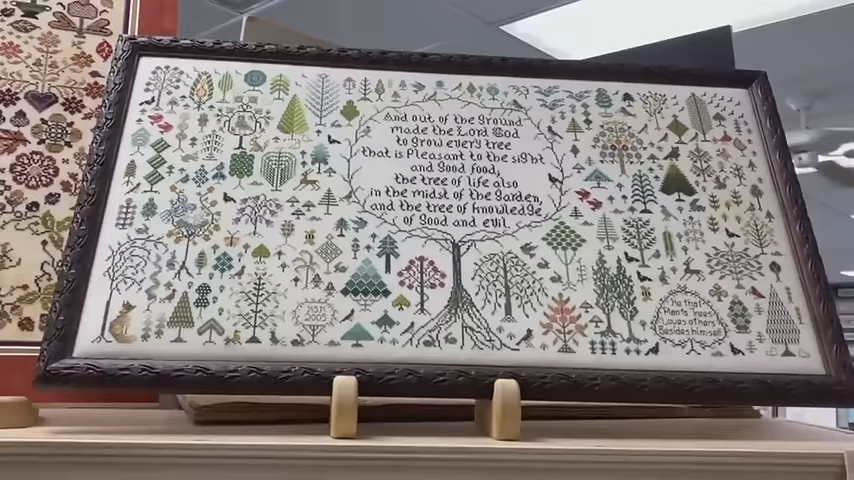 And out of the Ground
made the Lord God
to Grow every tree
that is Pleasant to the sight
and Good food,
the tree of life also
in the midst of the Garden,
and the tree of knowledge
of Good and evil.
2005
He that
Plants Trees
Loves others
Besides himself